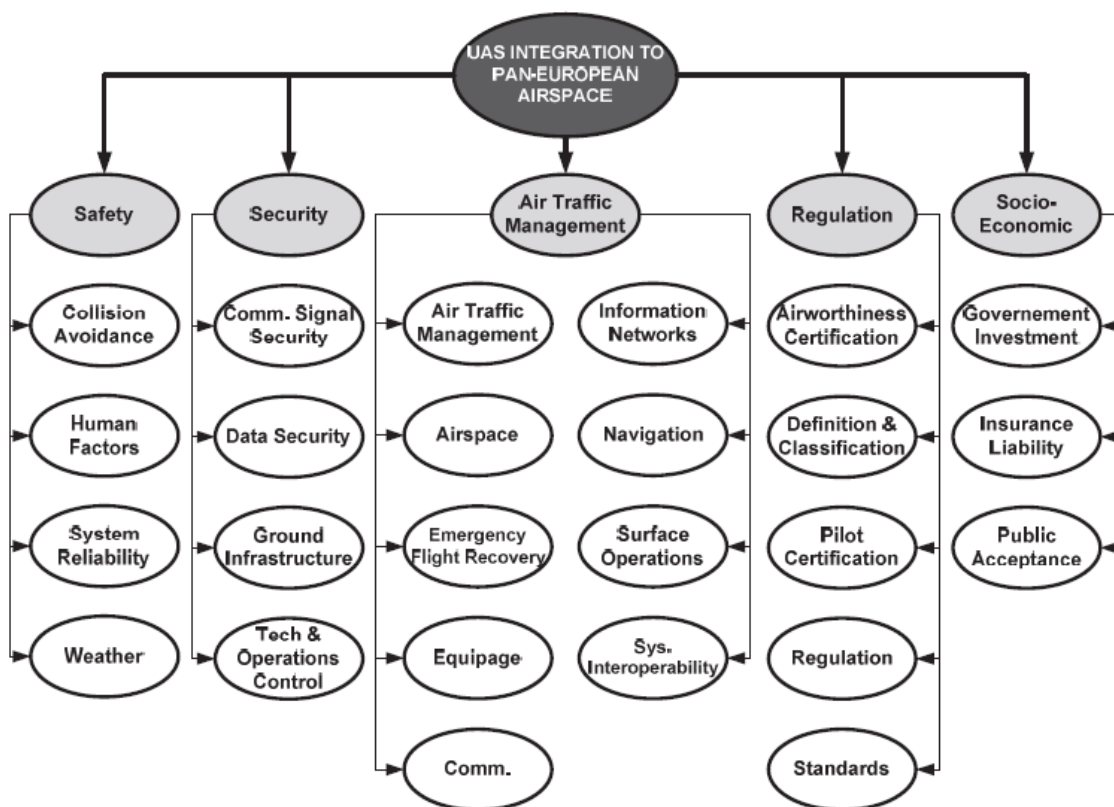 UAS INTEGRATION TO
PAN-EUROPEAN
AIRSPACE
Safety
Security
Air Traffic
Management
Regulation
Socio-
Economic
Collision
Avoidance
Human
Factors
System
Reliability
Weather
Comm. Signal
Security
Data Security
Ground
Infrastructure
Tech &
Operations
Control
Air Traffic
Management
Airspace
Emergency
Flight Recovery
Equipage
Comm.
Information
Networks
Navigation
Surface
Operations
Sys.
Interoperability
Airworthiness
Certification
Definition &
Classification
Pilot
Certification
Regulation
Standards
Governement
Investment
Insurance
Liability
Public
Acceptance